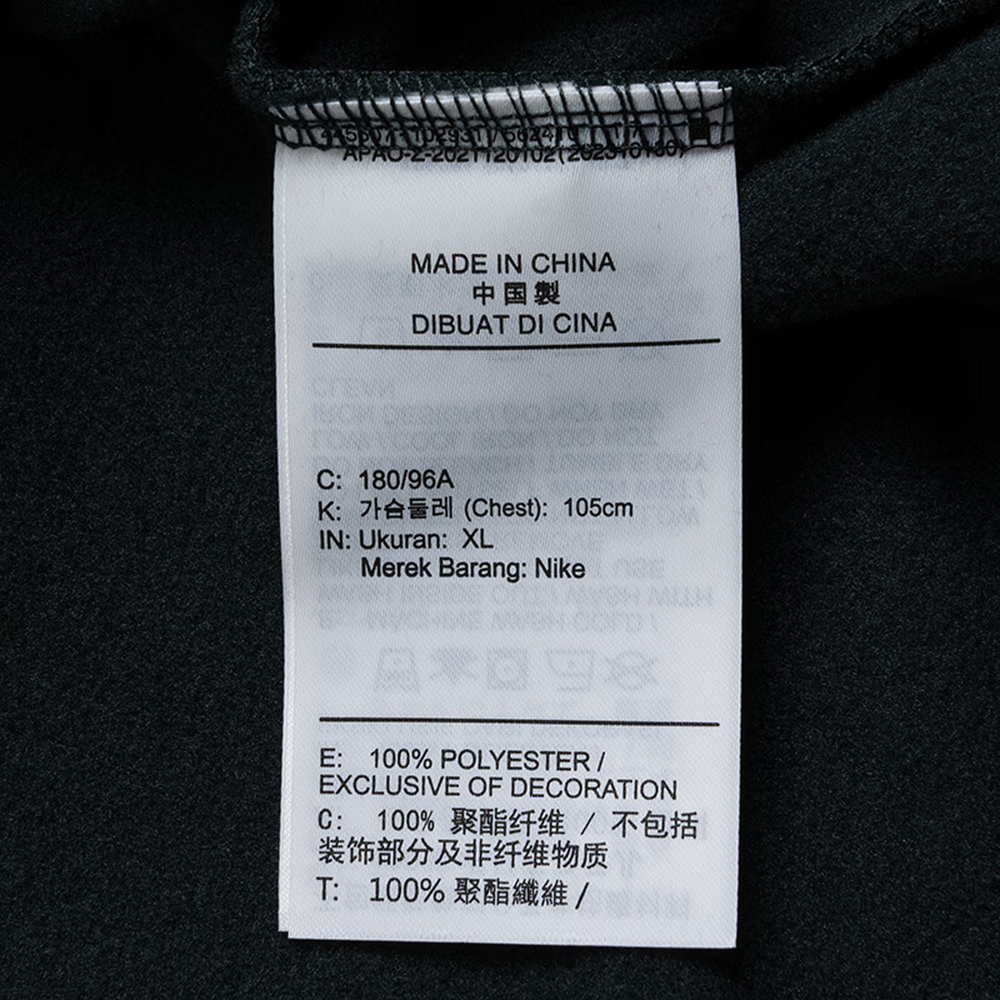 MADE IN CHINA
中国製
DIBUAT DI CINA
C: 180/96A
K: 가슴둘레 (Chest): 105cm
IN: Ukuran: XL
Merek Barang: Nike
E: 100% POLYESTER /
EXCLUSIVE OF DECORATION
C: 100% 聚酯纤维 / 不包括
装饰部分及非纤维物质
T: 100% 聚酯纖維 /